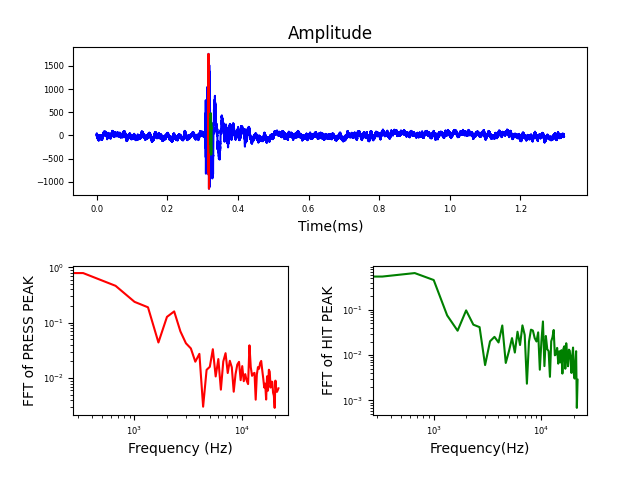 Amplitude
1500
1000
500
0
−500
−1000
0.0 0.2 0.4 0.6 0.8 1.0 1.2
Time(ms)
FFT of PRESS PEAK
10⁰
10⁻¹
10⁻²
10³ 10⁴
Frequency (Hz)
FFT of HIT PEAK
10⁻¹
10⁻²
10⁻³
10³ 10⁴
Frequency(Hz)